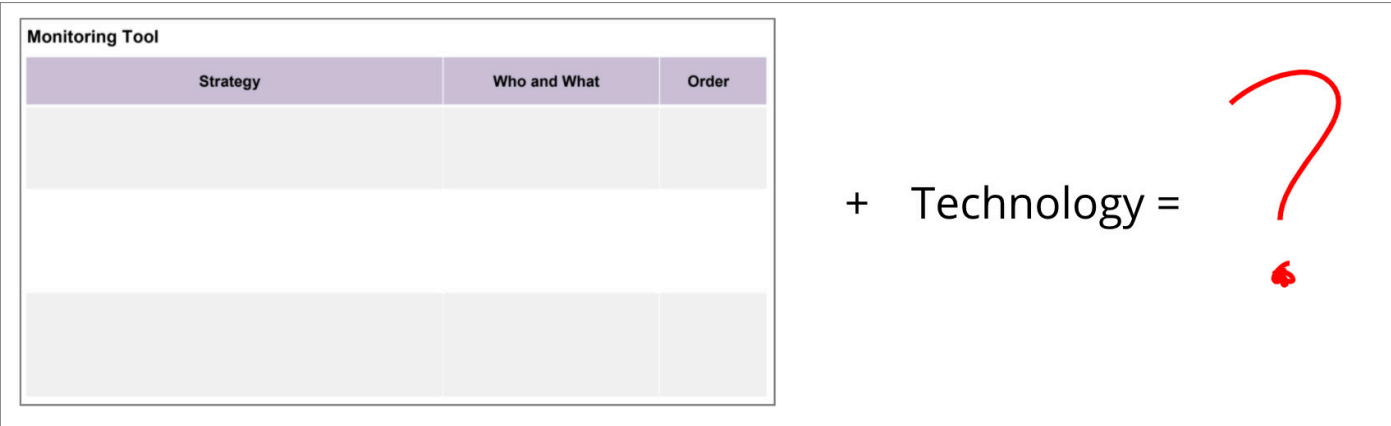 Monitoring Tool
Strategy Who and What Order
+ Technology = ?